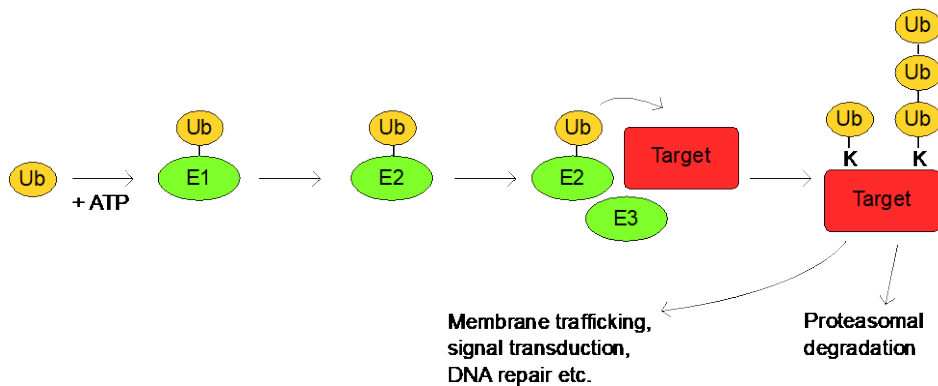 Ub
+ ATP
Ub
E1
Ub
E2
Ub
E2
E3
Target
Ub
K
Ub
Ub
Ub
K
Target
Membrane trafficking,
signal transduction,
DNA repair etc.
Proteasomal
degradation